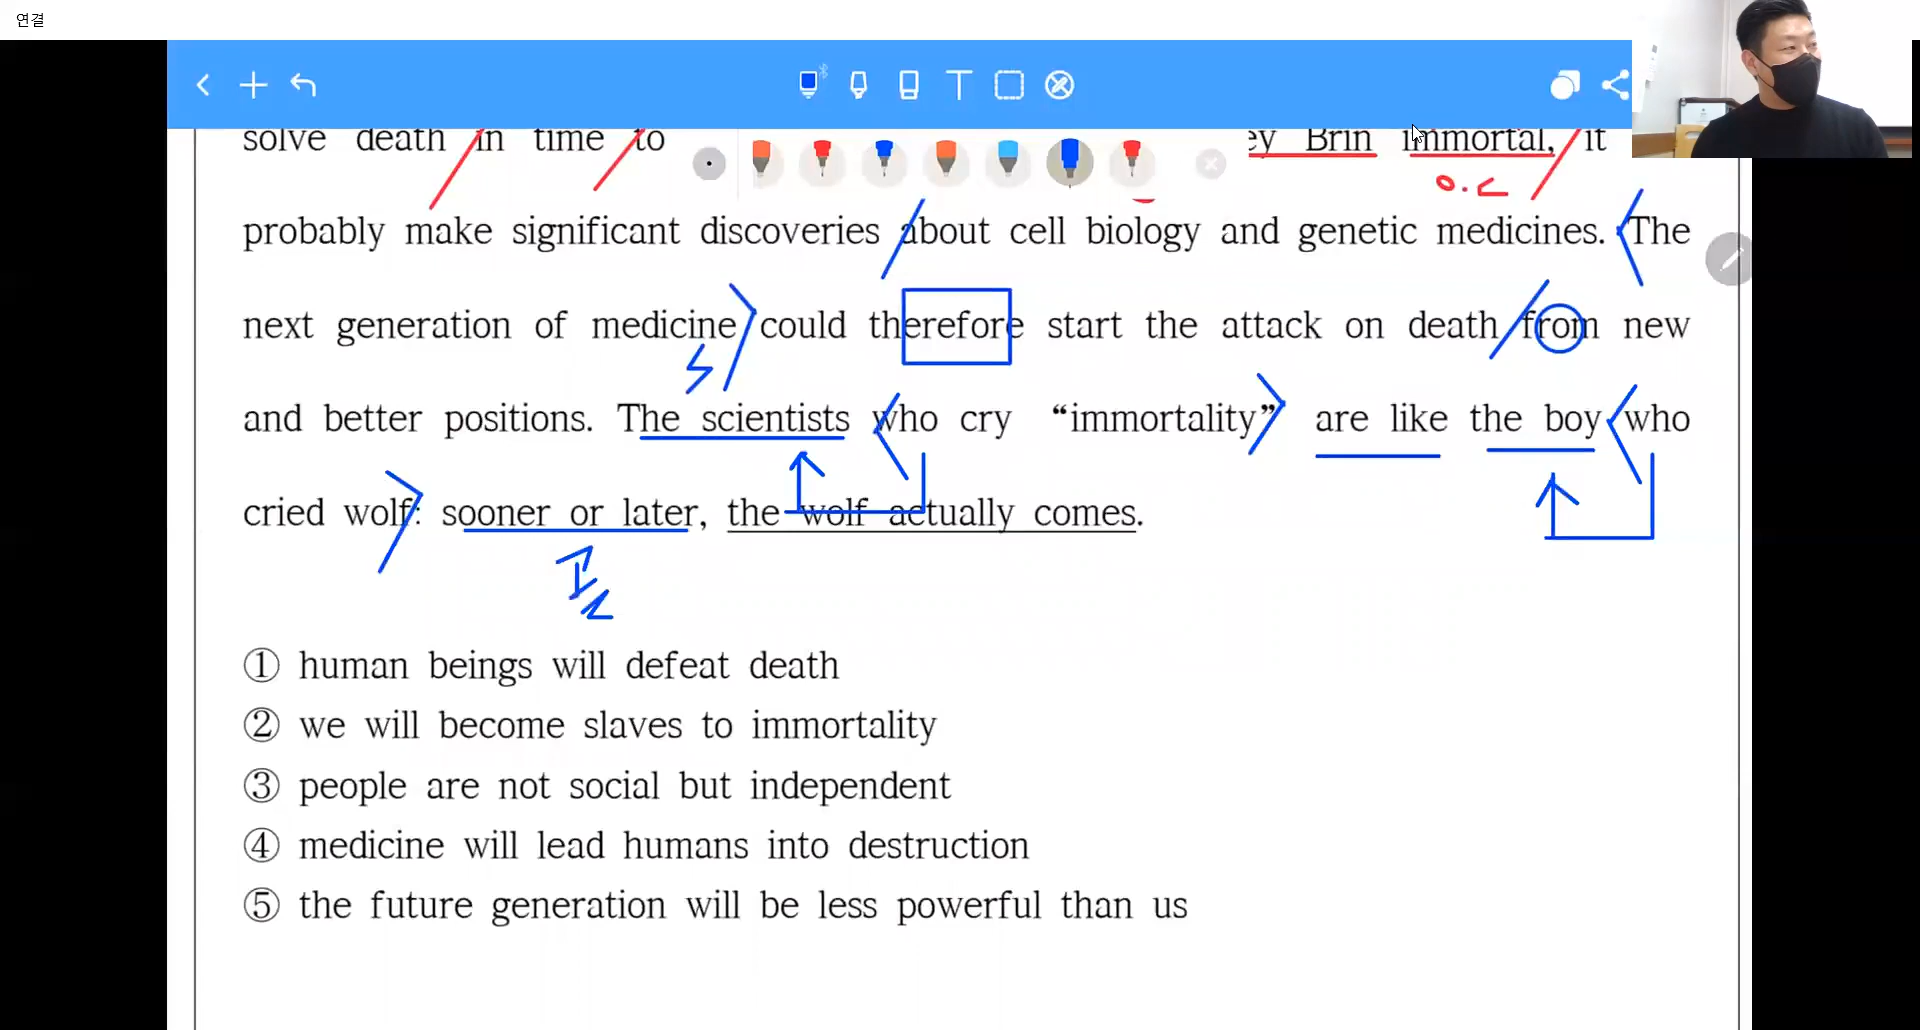 연결
solve death in time to ey Brin immortal, it
o.c
probably make significant discoveries about cell biology and genetic medicines. The
next generation of medicine could therefore start the attack on death from new
and better positions. The scientists who cry “immortality” are like the boy who
cried wolf: sooner or later, the wolf actually comes.
① human beings will defeat death
② we will become slaves to immortality
③ people are not social but independent
④ medicine will lead humans into destruction
⑤ the future generation will be less powerful than us